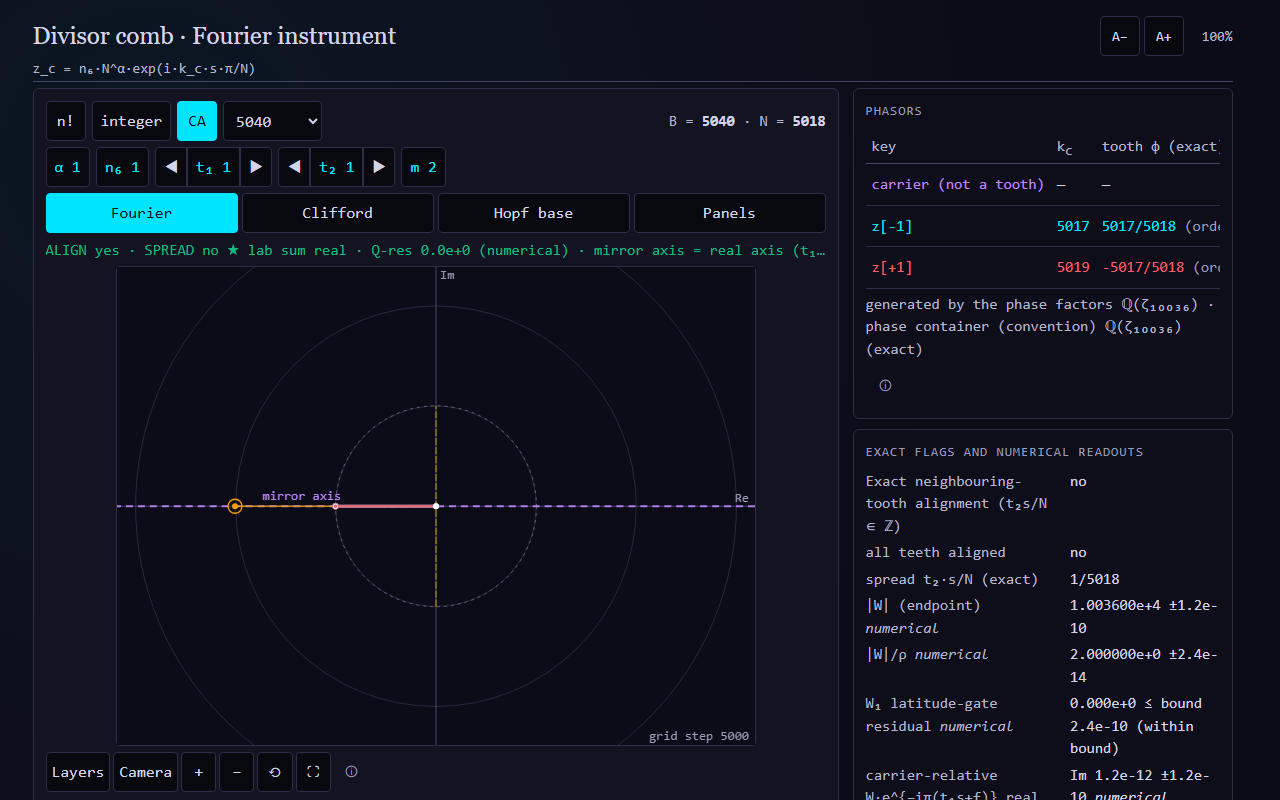 Divisor comb · Fourier instrument
A− A+ 100%
z_c = n₆·N^α·exp(i·k_c·s·π/N)
n! integer CA 5040
B = 5040 · N = 5018
α 1 n₆ 1 ◀ t₁ 1 ▶ ◀ t₂ 1 ▶ m 2
Fourier Clifford Hopf base Panels
ALIGN yes · SPREAD no ★ lab sum real · Q-res 0.0e+0 (numerical) · mirror axis = real axis (t₁…
Im
mirror axis
Re
grid step 5000
Layers Camera + − ⟲ ⛶ ⓘ
PHASORS
key k_C tooth ϕ (exact)
carrier (not a tooth) — —
z[-1] 5017 5017/5018 (orde
z[+1] 5019 -5017/5018 (ord
generated by the phase factors ℚ(ζ₁₀₀₃₆) ·
phase container (convention) ℚ(ζ₁₀₀₃₆)
(exact)
ⓘ
EXACT FLAGS AND NUMERICAL READOUTS
Exact neighbouring- no
tooth alignment (t₂s/N
∈ ℤ)
all teeth aligned no
spread t₂·s/N (exact) 1/5018
|W| (endpoint) 1.003600e+4 ±1.2e-
numerical 10
|W|/ρ numerical 2.000000e+0 ±2.4e-
14
W₁ latitude-gate 0.000e+0 ≤ bound
residual numerical 2.4e-10 (within
bound)
carrier-relative Im 1.2e-12 ±1.2e-
W·e^{−iπ(t₁s+f)} real 10 numerical